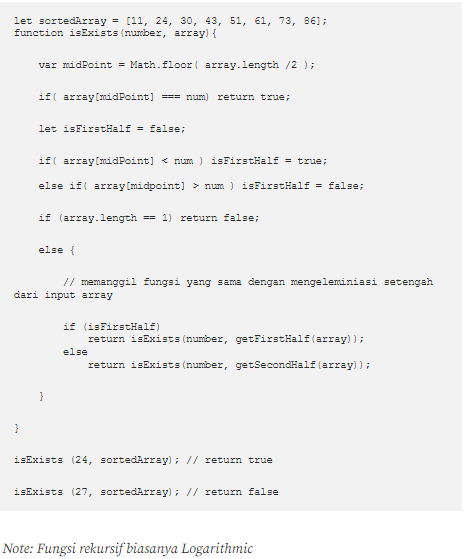 let sortedArray = [11, 24, 30, 43, 51, 61, 73, 86];
function isExists(number, array){
var midPoint = Math.floor( array.length /2 );
if( array[midPoint] === num) return true;
let isFirstHalf = false;
if( array[midPoint] < num ) isFirstHalf = true;
else if( array[midpoint] > num ) isFirstHalf = false;
if (array.length == 1) return false;
else {
// memanggil fungsi yang sama dengan mengeleminiasi setengah
dari input array
if (isFirstHalf)
return isExists(number, getFirstHalf(array));
else
return isExists(number, getSecondHalf(array));
}
}
isExists (24, sortedArray); // return true
isExists (27, sortedArray); // return false
Note: Fungsi rekursif biasanya Logarithmic